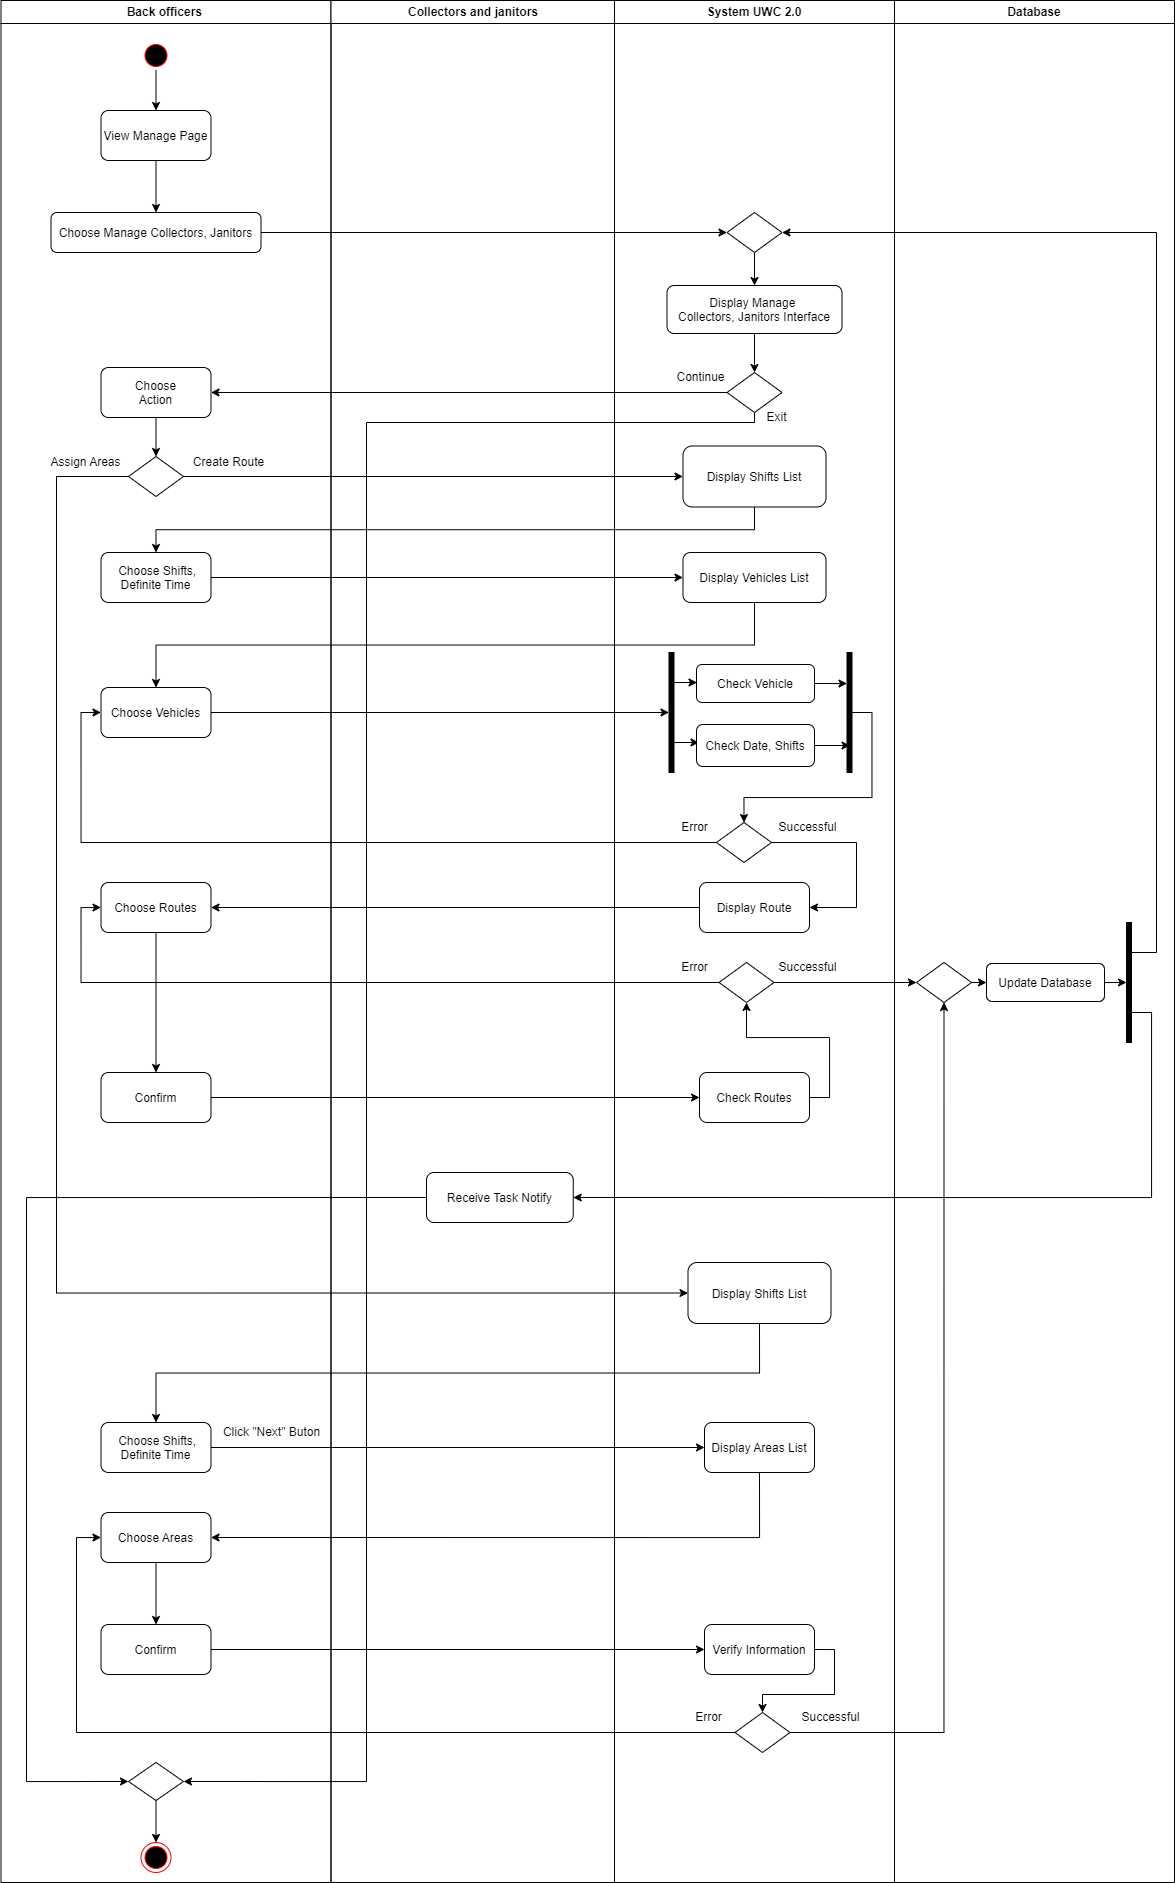 Back officers
Collectors and janitors
System UWC 2.0
Database
View Manage Page
Choose Manage Collectors, Janitors
Display Manage
Collectors, Janitors Interface
Continue
Exit
Choose
Action
Assign Areas
Create Route
Display Shifts List
Choose Shifts,
Definite Time
Display Vehicles List
Check Vehicle
Choose Vehicles
Check Date, Shifts
Error
Successful
Choose Routes
Display Route
Error
Successful
Update Database
Confirm
Check Routes
Receive Task Notify
Display Shifts List
Choose Shifts,
Definite Time
Click "Next" Buton
Display Areas List
Choose Areas
Confirm
Verify Information
Error
Successful